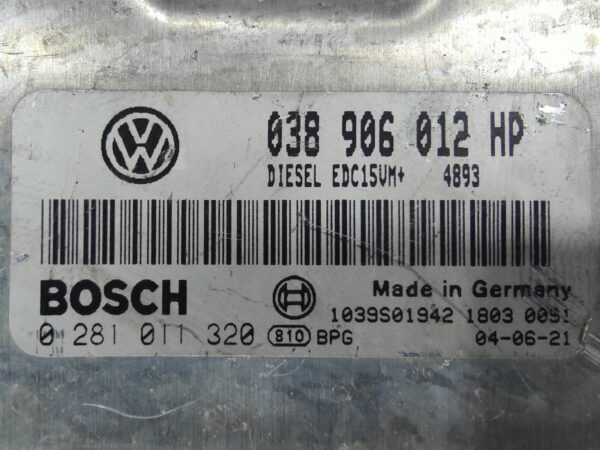 038 906 012 HP
DIESEL EDC15VM+ 4893
BOSCH
Made in Germany
1039S01942 1803 0051
0 281 011 320 810 BPG 04-06-21